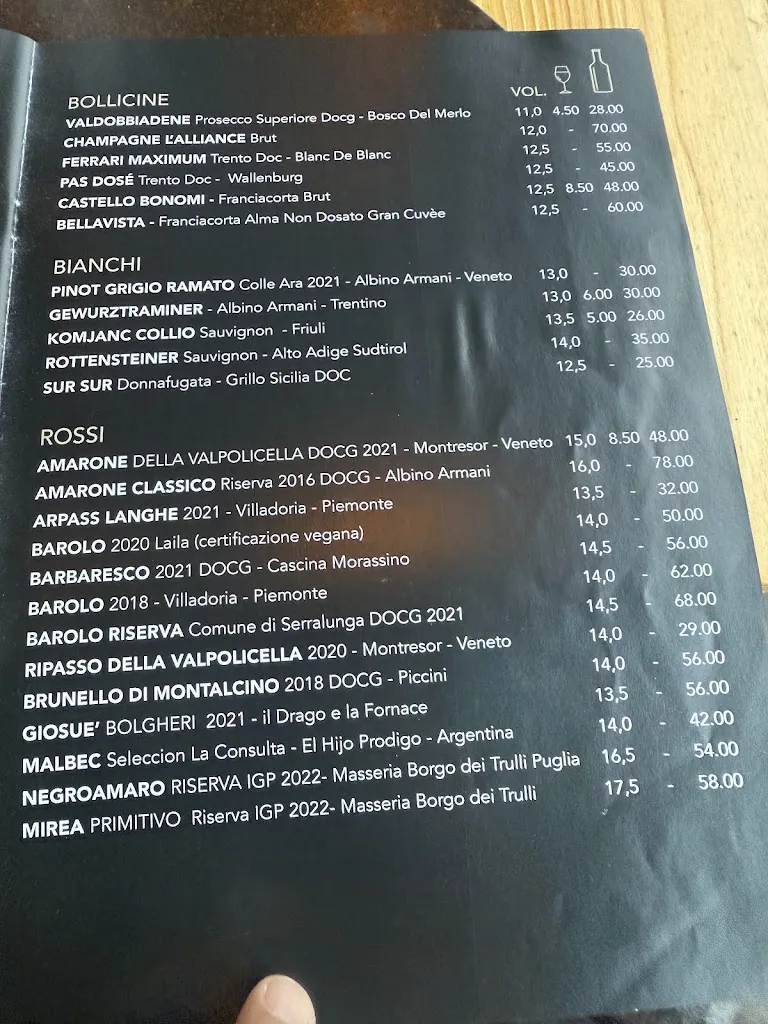 BOLLICINE VOL.
VALDOBBIADENE Prosecco Superiore Docg - Bosco Del Merlo 11,0 4.50 28.00
CHAMPAGNE L'ALLIANCE Brut 12,0 - 70.00
FERRARI MAXIMUM Trento Doc - Blanc De Blanc 12,5 - 55.00
PAS DOSÉ Trento Doc - Wallenburg 12,5 - 45.00
CASTELLO BONOMI - Franciacorta Brut 12,5 8.50 48.00
BELLAVISTA - Franciacorta Alma Non Dosato Gran Cuvèe 12,5 - 60.00
BIANCHI
PINOT GRIGIO RAMATO Colle Ara 2021 - Albino Armani - Veneto 13,0 - 30.00
GEWURZTRAMINER - Albino Armani - Trentino 13,0 6.00 30.00
KOMJANC COLLIO Sauvignon - Friuli 13,5 5.00 26.00
ROTTENSTEINER Sauvignon - Alto Adige Sudtirol 14,0 - 35.00
SUR SUR Donnafugata - Grillo Sicilia DOC 12,5 - 25.00
ROSSI
AMARONE DELLA VALPOLICELLA DOCG 2021 - Montresor - Veneto 15,0 8.50 48.00
AMARONE CLASSICO Riserva 2016 DOCG - Albino Armani 16,0 - 78.00
ARPASS LANGHE 2021 - Villadoria - Piemonte 13,5 - 32.00
BAROLO 2020 Laila (certificazione vegana) 14,0 - 50.00
BARBARESCO 2021 DOCG - Cascina Morassino 14,5 - 56.00
BAROLO 2018 - Villadoria - Piemonte 14,0 - 62.00
BAROLO RISERVA Comune di Serralunga DOCG 2021 14,5 - 68.00
RIPASSO DELLA VALPOLICELLA 2020 - Montresor - Veneto 14,0 - 29.00
BRUNELLO DI MONTALCINO 2018 DOCG - Piccini 14,0 - 56.00
GIOSUE' BOLGHERI 2021 - il Drago e la Fornace 13,5 - 56.00
MALBEC Seleccion La Consulta - El Hijo Prodigo - Argentina 14,0 - 42.00
NEGROAMARO RISERVA IGP 2022- Masseria Borgo dei Trulli Puglia 16,5 - 54.00
MIREA PRIMITIVO Riserva IGP 2022- Masseria Borgo dei Trulli 17,5 - 58.00